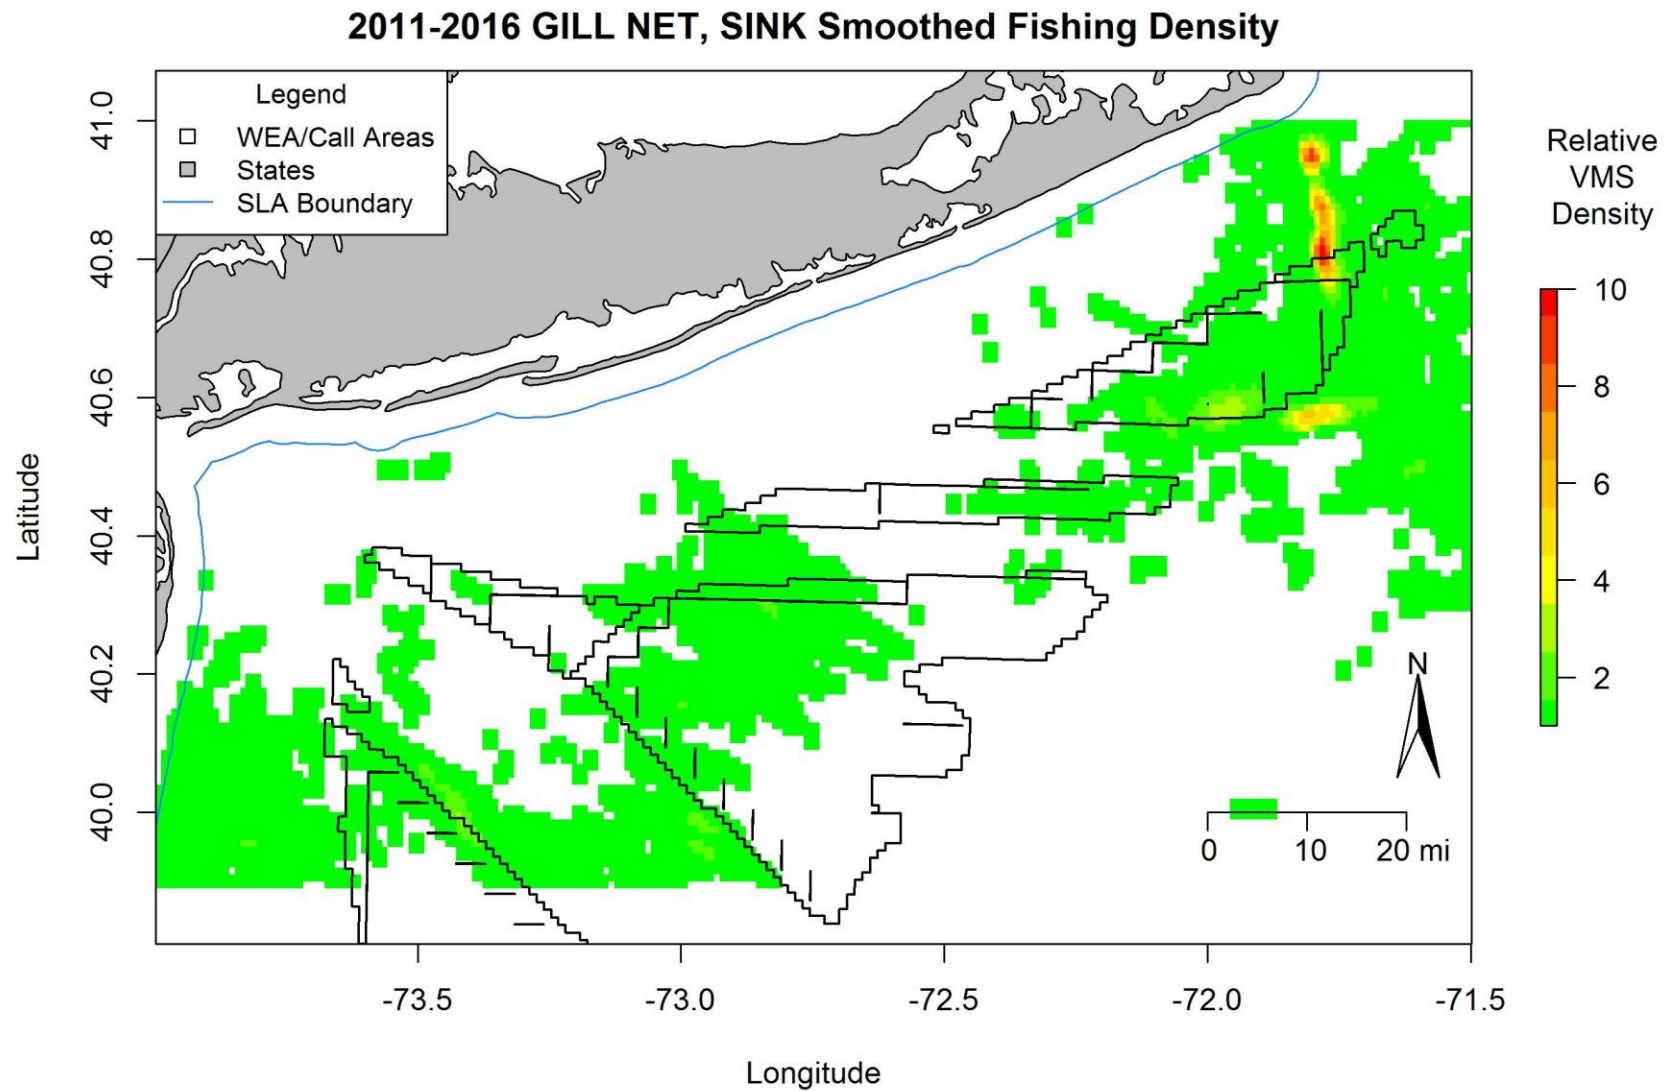 2011-2016 GILL NET, SINK Smoothed Fishing Density
Legend
WEA/Call Areas
States
SLA Boundary
Relative
VMS
Density
10
8
6
4
2
Latitude
41.0
40.8
40.6
40.4
40.2
40.0
N
0 10 20 mi
-73.5 -73.0 -72.5 -72.0 -71.5
Longitude